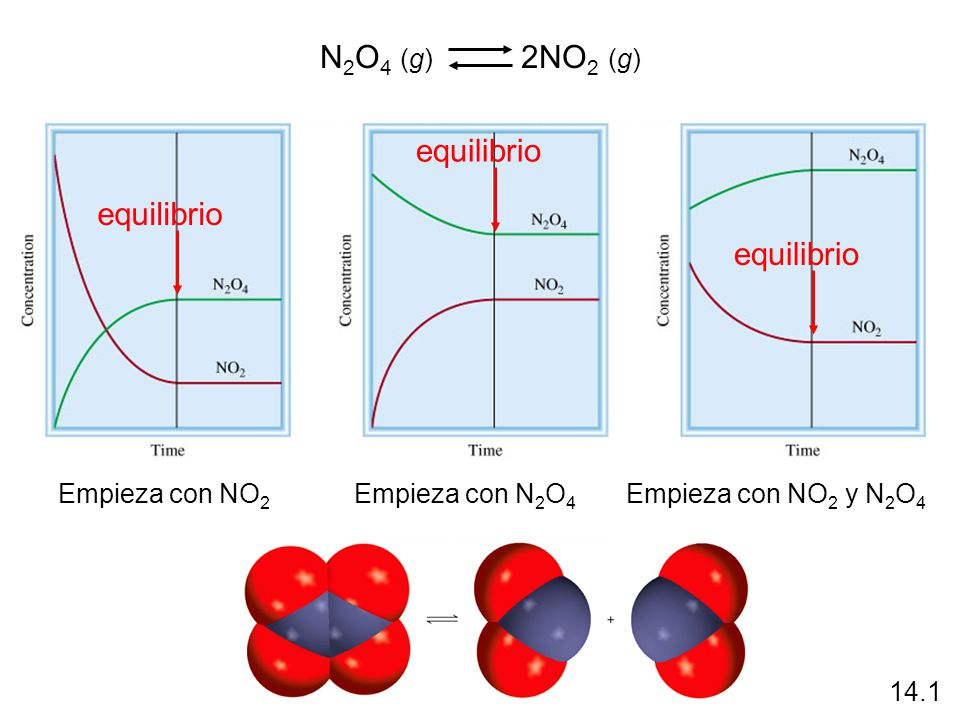 N₂O₄ (g) ⇌ 2NO₂ (g)
equilibrio
N₂O₄
NO₂
Concentration
Time
equilibrio
N₂O₄
NO₂
Concentration
Time
N₂O₄
equilibrio
NO₂
Concentration
Time
Empieza con NO₂
Empieza con N₂O₄
Empieza con NO₂ y N₂O₄
⇌ +
14.1